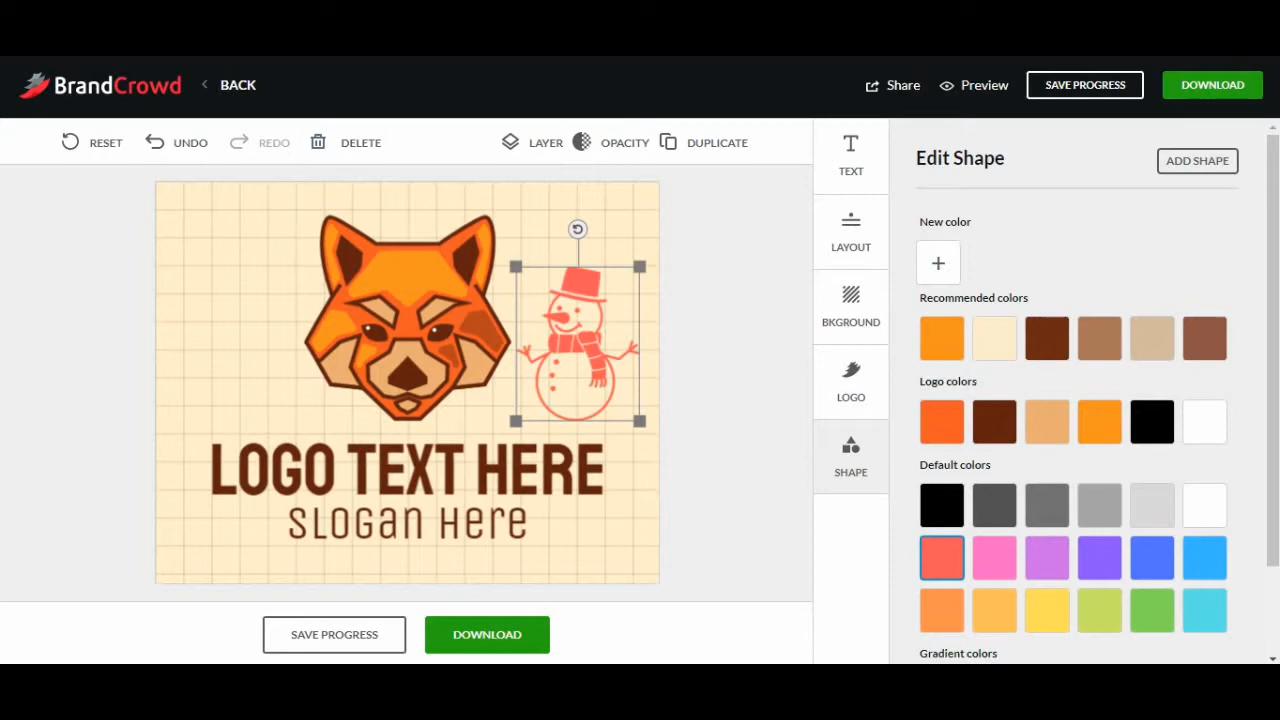 BrandCrowd BACK Share Preview SAVE PROGRESS DOWNLOAD
RESET UNDO REDO DELETE LAYER OPACITY DUPLICATE
TEXT
LAYOUT
BKGROUND
LOGO
SHAPE
LOGO TEXT HERE
Slogan Here
SAVE PROGRESS DOWNLOAD
Edit Shape ADD SHAPE
New color
+
Recommended colors
Logo colors
Default colors
Gradient colors